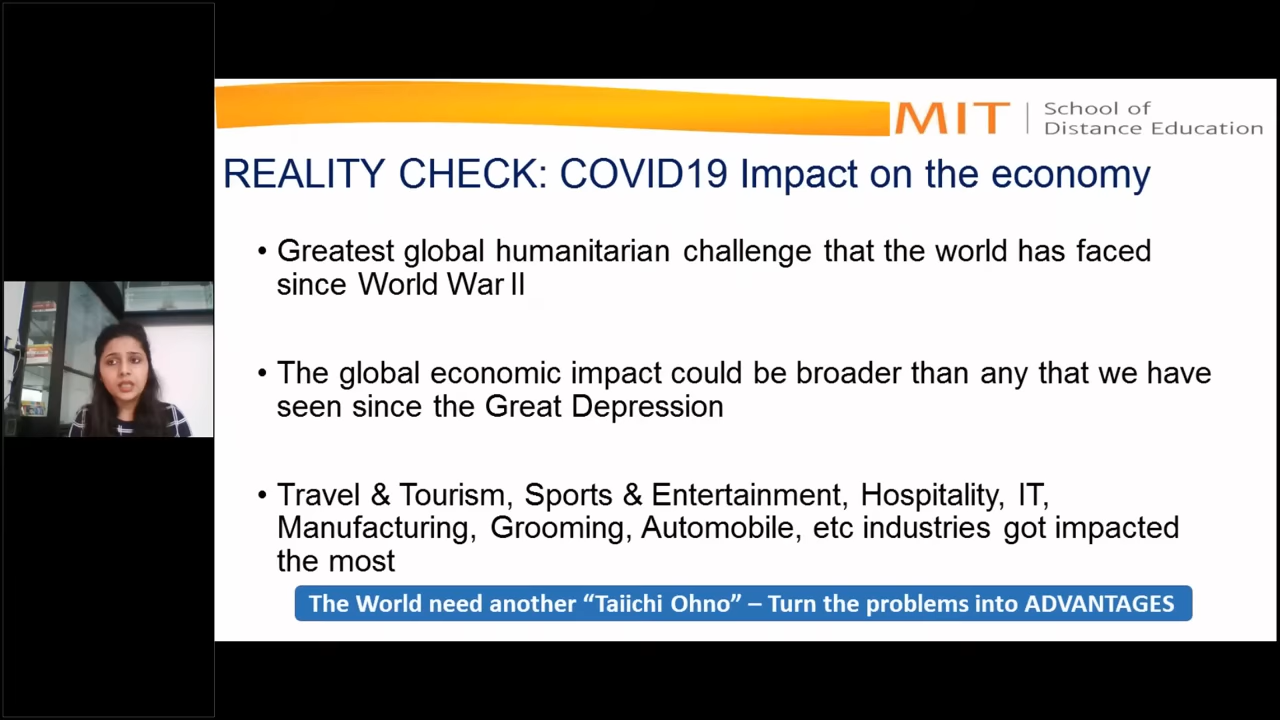 MIT | School of
Distance Education
REALITY CHECK: COVID19 Impact on the economy
• Greatest global humanitarian challenge that the world has faced
since World War II
• The global economic impact could be broader than any that we have
seen since the Great Depression
• Travel & Tourism, Sports & Entertainment, Hospitality, IT,
Manufacturing, Grooming, Automobile, etc industries got impacted
the most
The World need another “Taiichi Ohno” – Turn the problems into ADVANTAGES